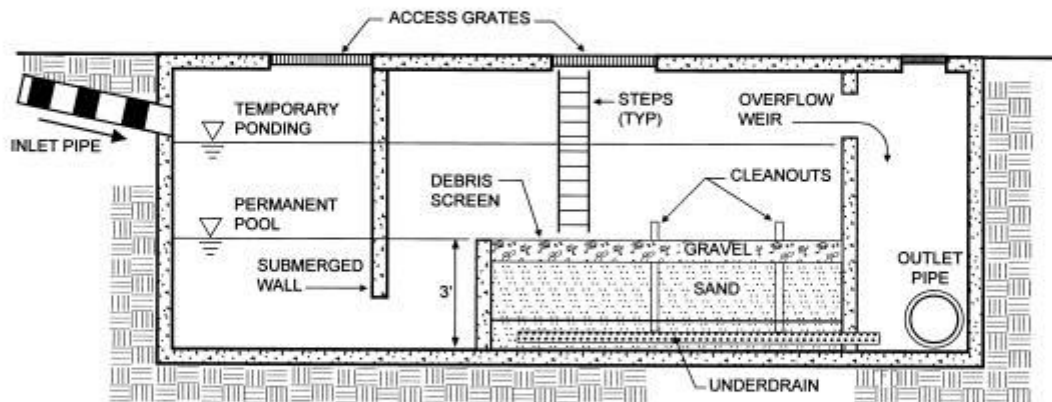 ACCESS GRATES
TEMPORARY
PONDING
STEPS
(TYP)
OVERFLOW
WEIR
INLET PIPE
DEBRIS
SCREEN
CLEANOUTS
PERMANENT
POOL
GRAVEL
SUBMERGED
WALL
3'
SAND
OUTLET
PIPE
UNDERDRAIN